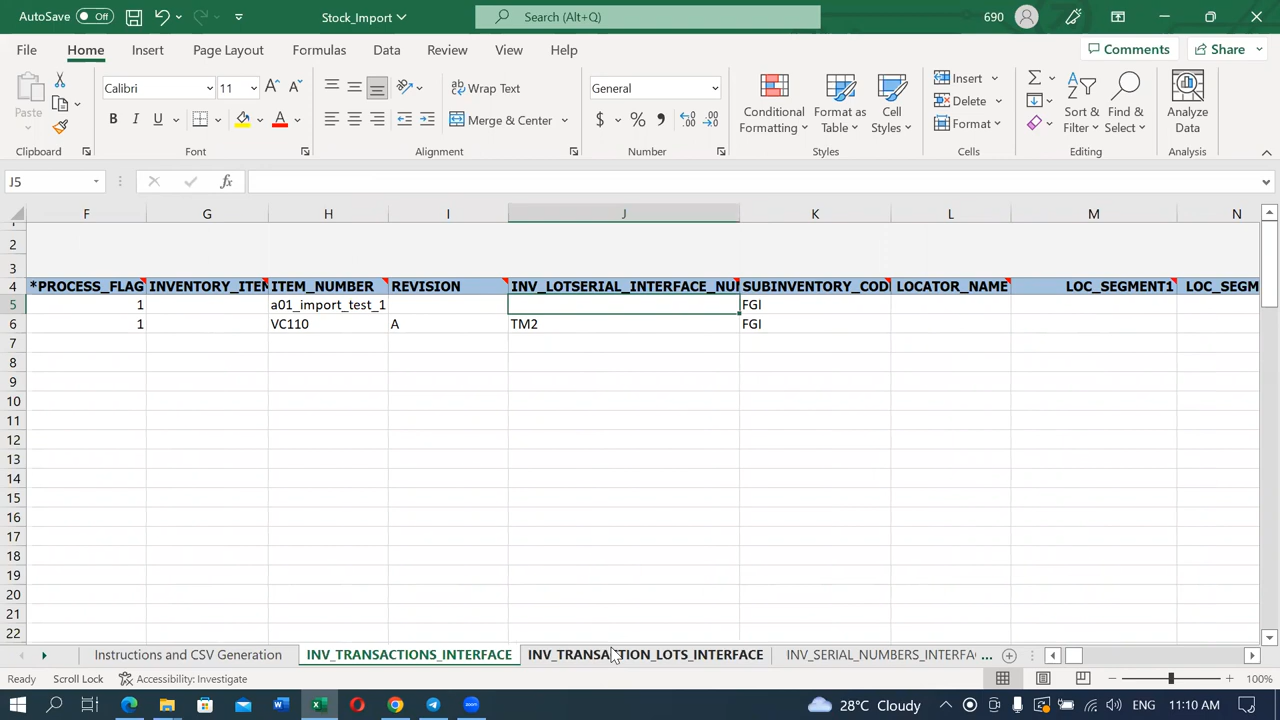 AutoSave Off Stock_Import Search (Alt+Q) 690
File Home Insert Page Layout Formulas Data Review View Help Comments Share
Paste Calibri 11 Wrap Text General Conditional Formatting Format as Table Cell Styles Insert Sort & Filter Find & Select Analyze Data
B I U A Merge & Center $ % Delete
Format
Clipboard Font Alignment Number Styles Cells Editing Analysis
J5 fx
F G H I J K L M N
2
3
4 *PROCESS_FLAG INVENTORY_ITEM ITEM_NUMBER REVISION INV_LOTSERIAL_INTERFACE_NUM SUBINVENTORY_CODE LOCATOR_NAME LOC_SEGMENT1 LOC_SEGM
5 1 a01_import_test_1 FGI
6 1 VC110 A TM2 FGI
7
8
9
10
11
12
13
14
15
16
17
18
19
20
21
22
Instructions and CSV Generation INV_TRANSACTIONS_INTERFACE INV_TRANSACTION_LOTS_INTERFACE INV_SERIAL_NUMBERS_INTERFA ...
Ready Scroll Lock Accessibility: Investigate 100%
28°C Cloudy ENG 11:10 AM